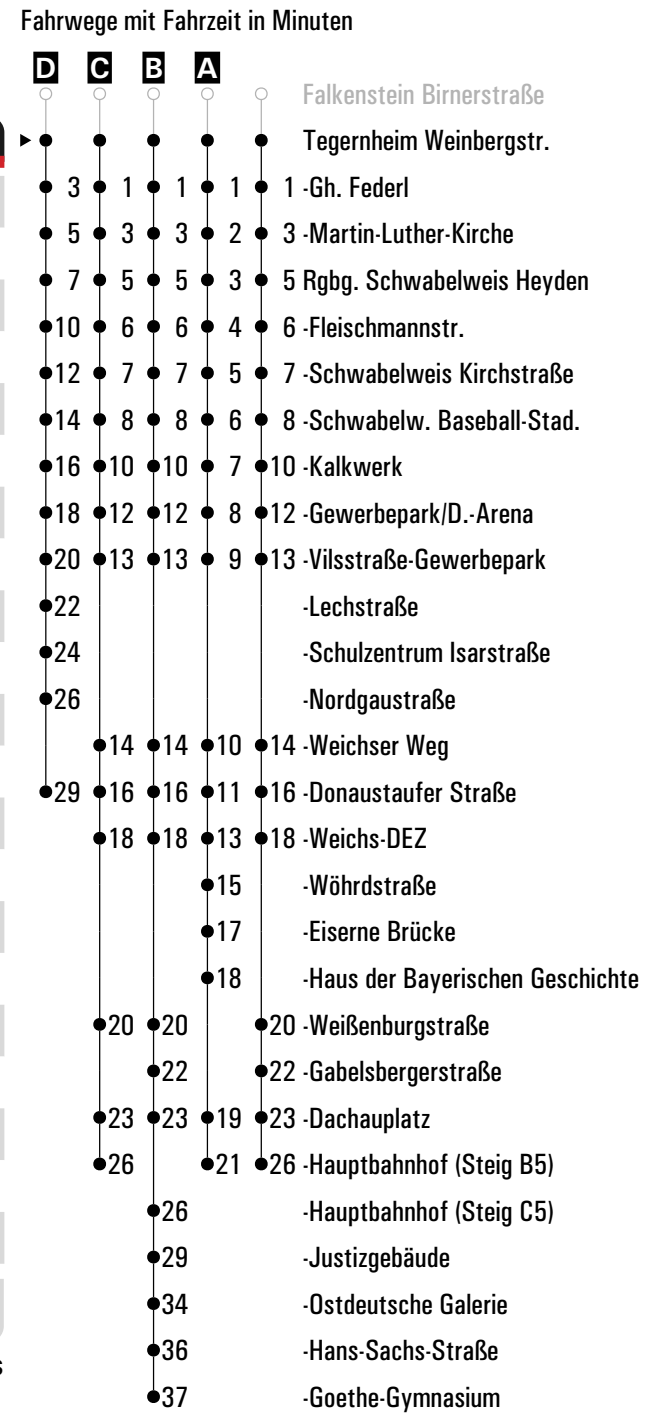 Fahrwege mit Fahrzeit in Minuten
D C B A
Falkenstein Birnerstraße
Tegernheim Weinbergstr.
3 1 1 1 1 -Gh. Federl
5 3 3 2 3 -Martin-Luther-Kirche
7 5 5 3 5 Rgbg. Schwabelweis Heyden
10 6 6 4 6 -Fleischmannstr.
12 7 7 5 7 -Schwabelweis Kirchstraße
14 8 8 6 8 -Schwabelw. Baseball-Stad.
16 10 10 7 10 -Kalkwerk
18 12 12 8 12 -Gewerbepark/D.-Arena
20 13 13 9 13 -Vilsstraße-Gewerbepark
22 -Lechstraße
24 -Schulzentrum Isarstraße
26 -Nordgaustraße
14 14 10 14 -Weichser Weg
29 16 16 11 16 -Donaustaufer Straße
18 18 13 18 -Weichs-DEZ
15 -Wöhrdstraße
17 -Eiserne Brücke
18 -Haus der Bayerischen Geschichte
20 20 20 -Weißenburgstraße
22 22 -Gabelsbergerstraße
23 23 19 23 -Dachauplatz
26 21 26 -Hauptbahnhof (Steig B5)
26 -Hauptbahnhof (Steig C5)
29 -Justizgebäude
34 -Ostdeutsche Galerie
36 -Hans-Sachs-Straße
37 -Goethe-Gymnasium